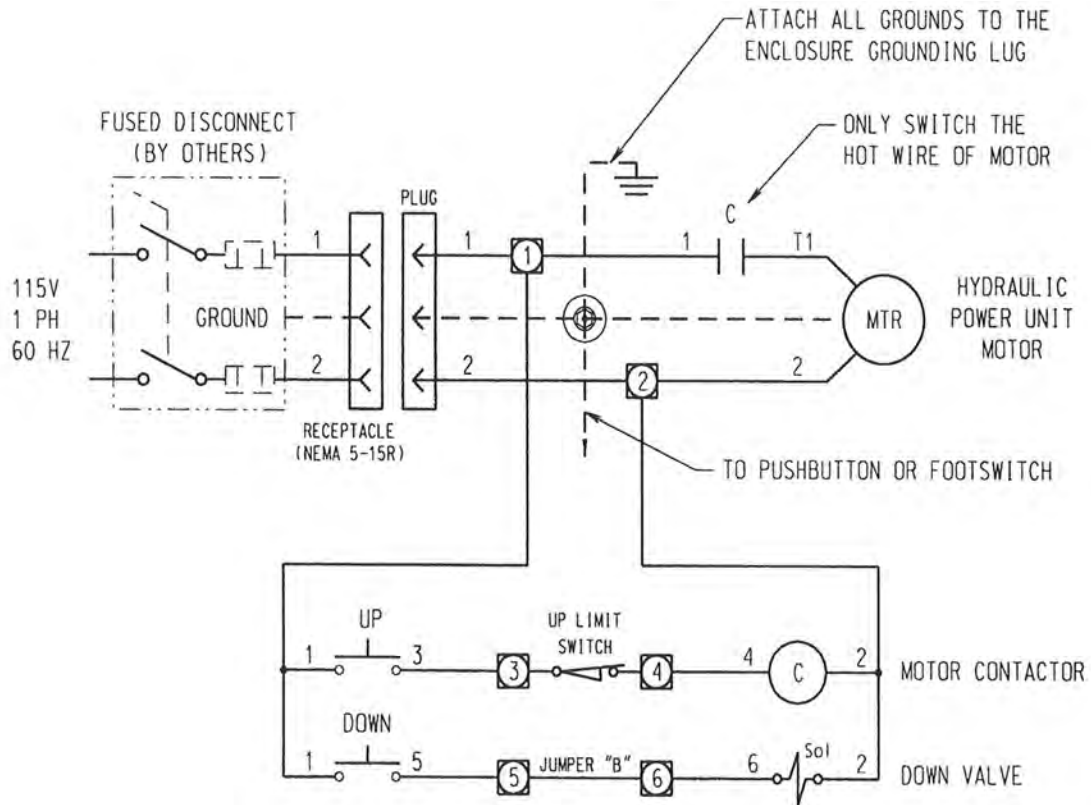 ATTACH ALL GROUNDS TO THE
ENCLOSURE GROUNDING LUG
FUSED DISCONNECT
(BY OTHERS)
ONLY SWITCH THE
HOT WIRE OF MOTOR
PLUG
C
1
1
1
1
T1
115V
1 PH
60 HZ
GROUND
MTR
HYDRAULIC
POWER UNIT
MOTOR
2
2
2
2
RECEPTACLE
(NEMA 5-15R)
TO PUSHBUTTON OR FOOTSWITCH
UP
UP LIMIT
SWITCH
1
3
3
4
4
C
2
MOTOR CONTACTOR
DOWN
1
5
5
JUMPER "B"
6
6
Sol
2
DOWN VALVE